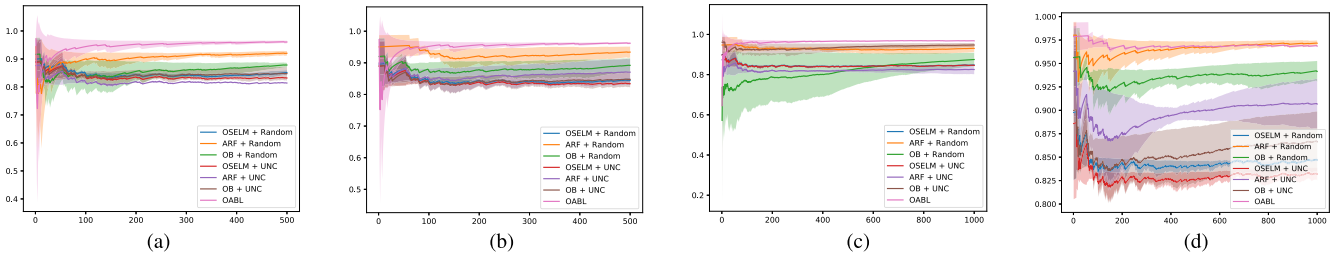 1.0
0.9
0.8
0.7
0.6
0.5
0.4
0
100
200
300
400
500
OSELM + Random
ARF + Random
OB + Random
OSELM + UNC
ARF + UNC
OB + UNC
OABL
(a)
1.0
0.9
0.8
0.7
0.6
0.5
0
100
200
300
400
500
OSELM + Random
ARF + Random
OB + Random
OSELM + UNC
ARF + UNC
OB + UNC
OABL
(b)
1.0
0.8
0.6
0.4
0.2
0
200
400
600
800
1000
OSELM + Random
ARF + Random
OB + Random
OSELM + UNC
ARF + UNC
OB + UNC
OABL
(c)
1.000
0.975
0.950
0.925
0.900
0.875
0.850
0.825
0.800
0
200
400
600
800
1000
OSELM + Random
ARF + Random
OB + Random
OSELM + UNC
ARF + UNC
OB + UNC
OABL
(d)